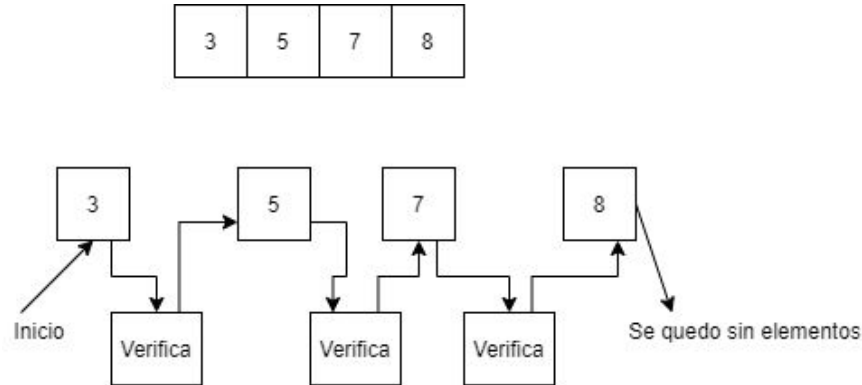 3 5 7 8
3 5 7 8
Inicio
Verifica Verifica Verifica
Se quedo sin elementos